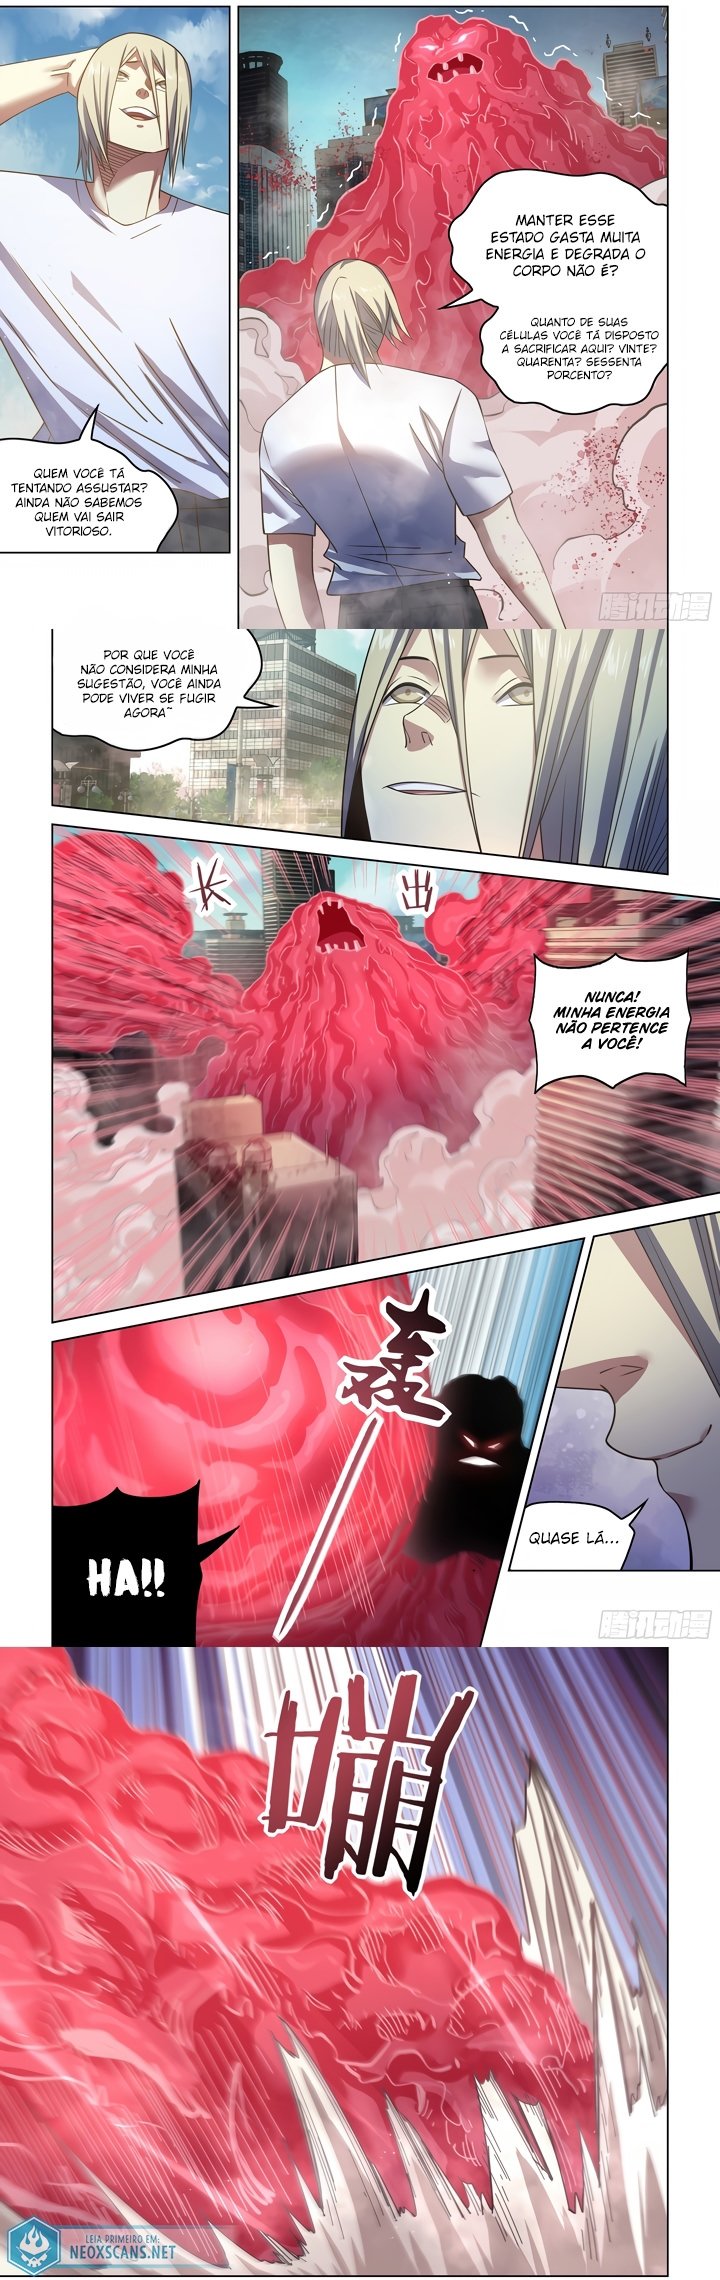 QUEM VOCÊ TÁ
TENTANDO ASSUSTAR?
AINDA NÃO SABEMOS
QUEM VAI SAIR
VITORIOSO.
MANTER ESSE
ESTADO GASTA MUITA
ENERGIA E DEGRADA O
CORPO NÃO É?
QUANTO DE SUAS
CÉLULAS VOCÊ TÁ DISPOSTO
A SACRIFICAR AQUI? VINTE?
QUARENTA? SESSENTA
PORCENTO?
腾讯动漫
POR QUE VOCÊ
NÃO CONSIDERA MINHA
SUGESTÃO, VOCÊ AINDA
PODE VIVER SE FUGIR
AGORA~
NUNCA!
MINHA ENERGIA
NÃO PERTENCE
A VOCÊ!
HA!!
QUASE LÁ...
腾讯动漫
嘣
LEIA PRIMEIRO EM:
NEOXSCANS.NET